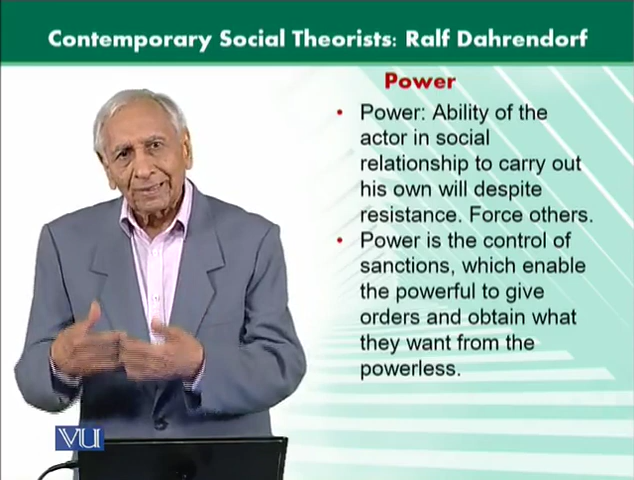 Contemporary Social Theorists: Ralf Dahrendorf
Power
• Power: Ability of the
actor in social
relationship to carry out
his own will despite
resistance. Force others.
• Power is the control of
sanctions, which enable
the powerful to give
orders and obtain what
they want from the
powerless.
VU